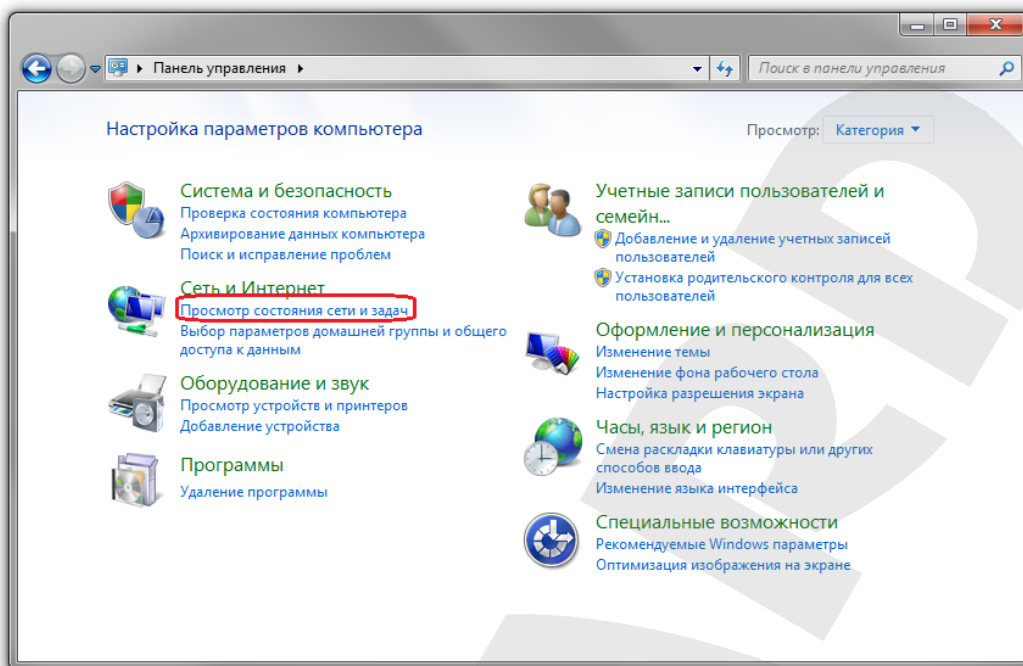 Панель управления
Поиск в панели управления
Настройка параметров компьютера
Просмотр: Категория
Система и безопасность
Проверка состояния компьютера
Архивирование данных компьютера
Поиск и исправление проблем
Сеть и Интернет
Просмотр состояния сети и задач
Выбор параметров домашней группы и общего
доступа к данным
Оборудование и звук
Просмотр устройств и принтеров
Добавление устройства
Программы
Удаление программы
Учетные записи пользователей и
семейн...
Добавление и удаление учетных записей
пользователей
Установка родительского контроля для всех
пользователей
Оформление и персонализация
Изменение темы
Изменение фона рабочего стола
Настройка разрешения экрана
Часы, язык и регион
Смена раскладки клавиатуры или других
способов ввода
Изменение языка интерфейса
Специальные возможности
Рекомендуемые Windows параметры
Оптимизация изображения на экране